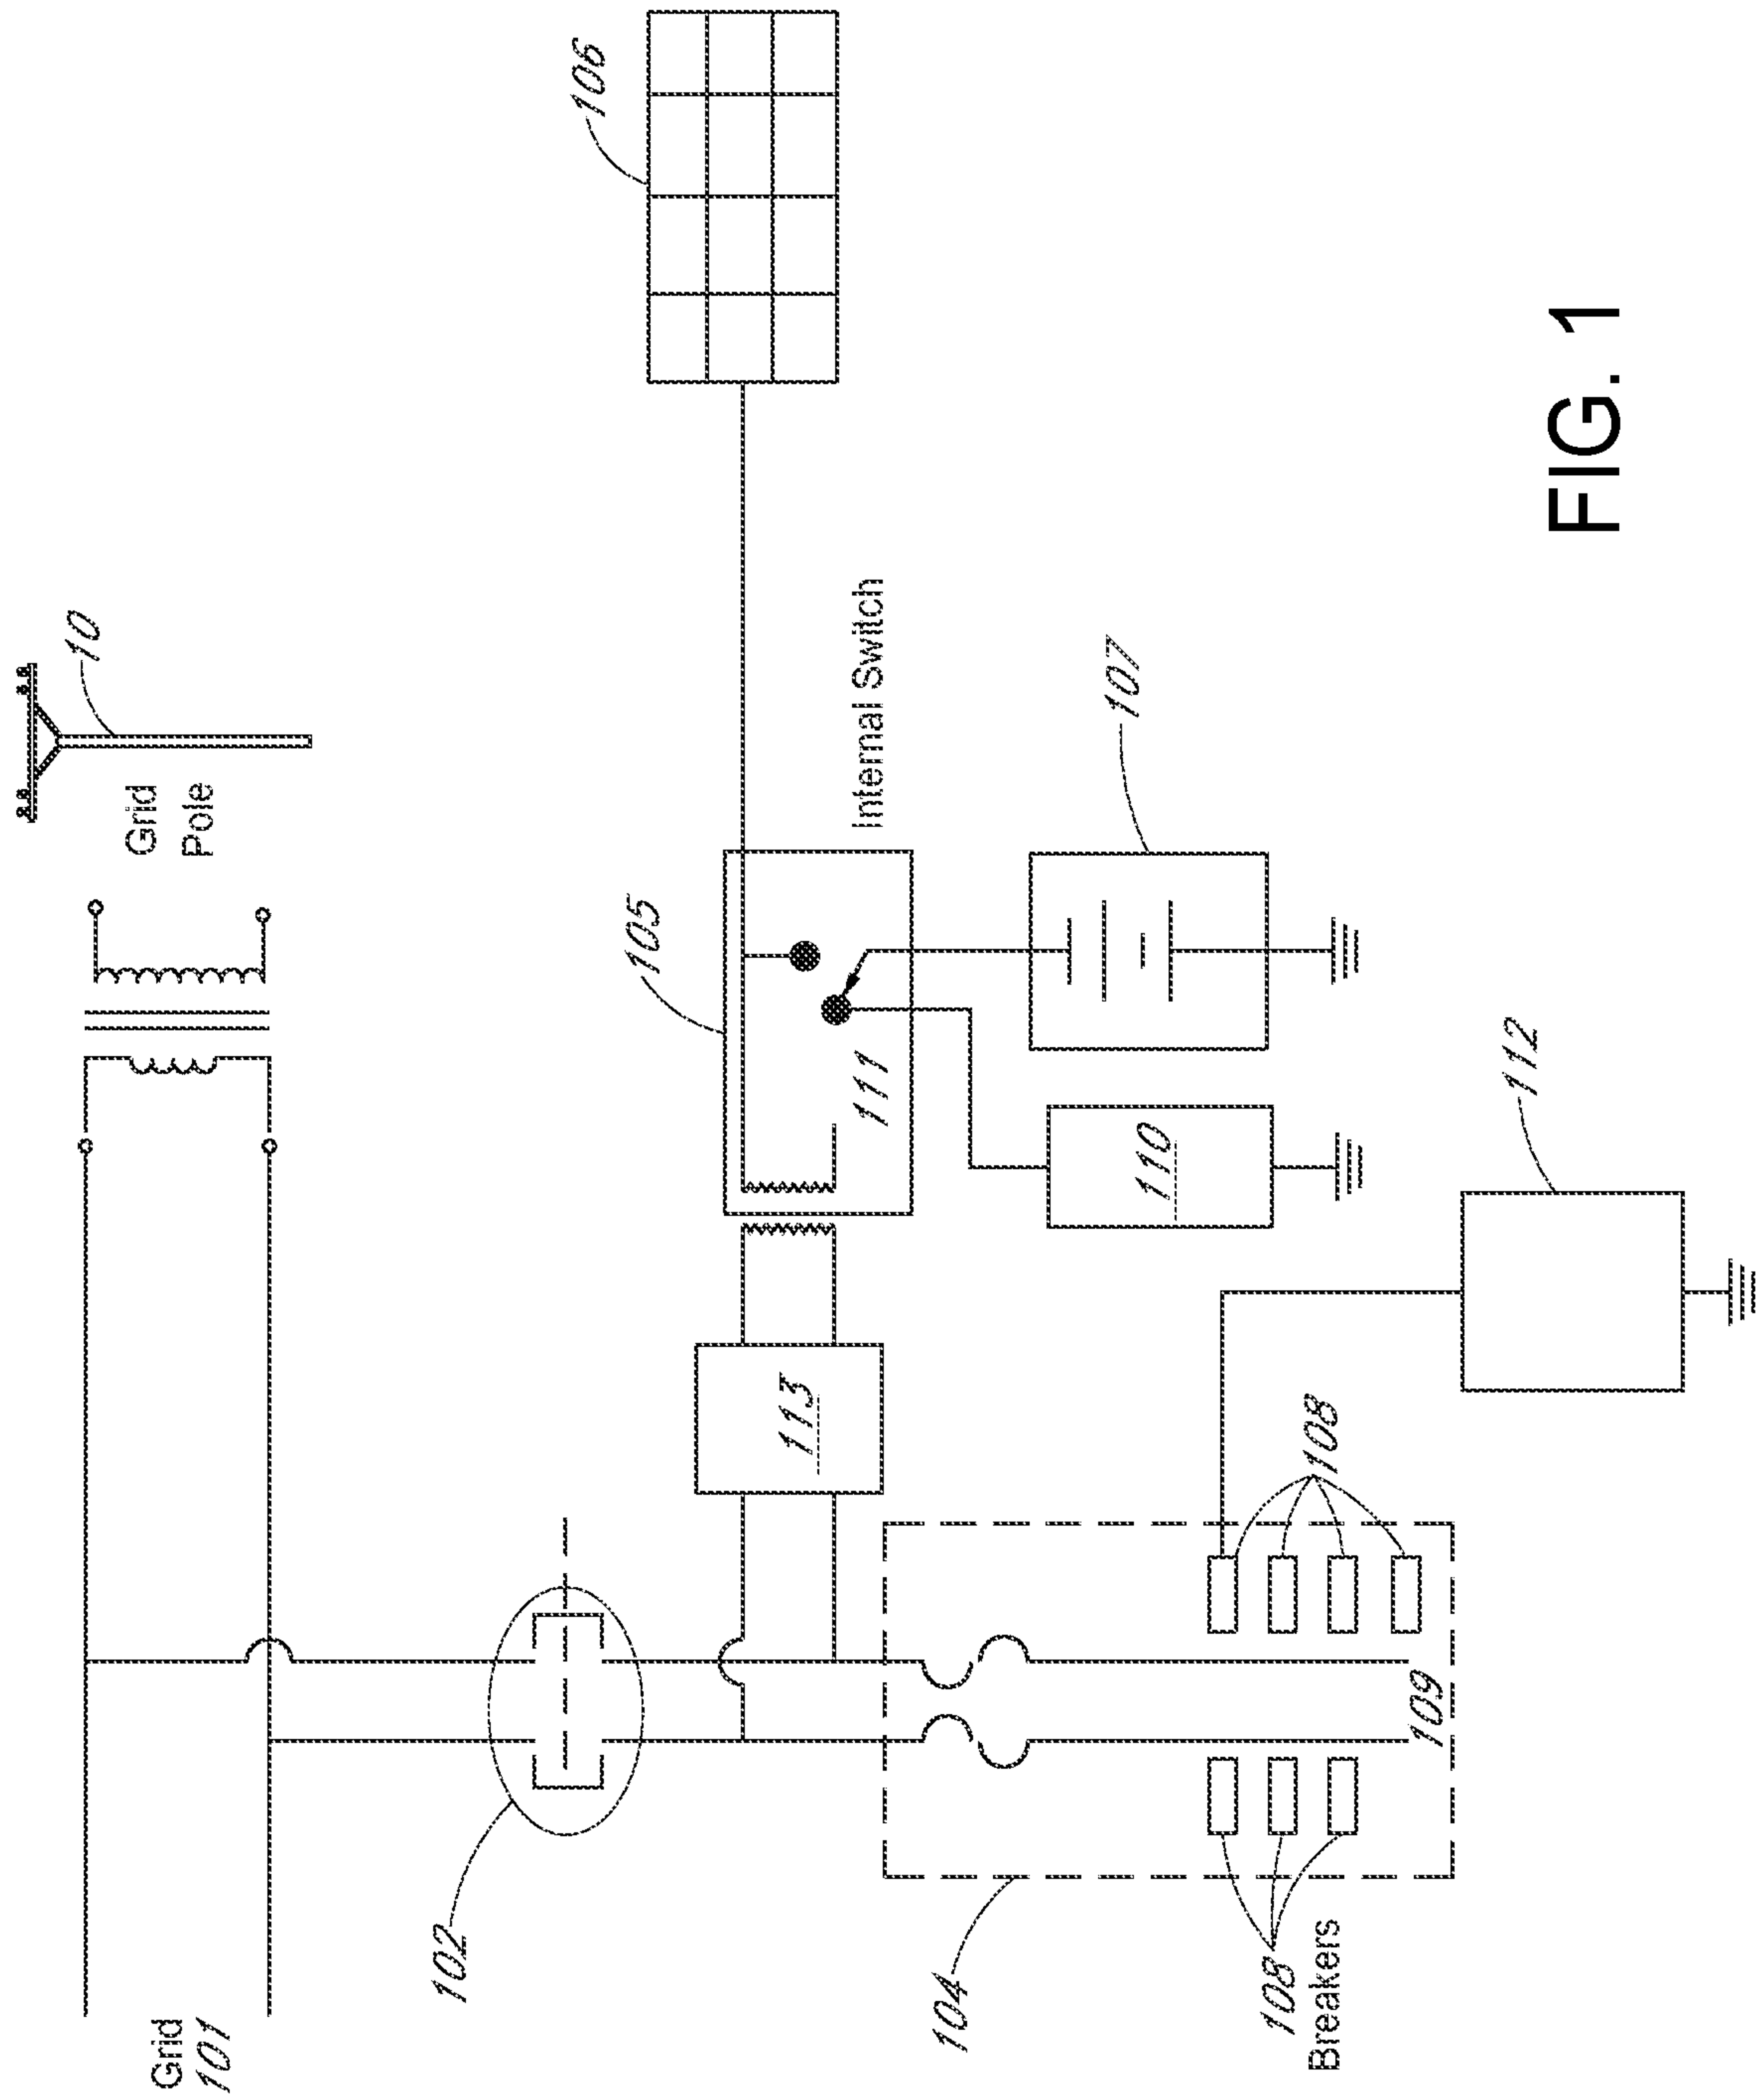 Grid
101
Grid
Pole
10
102
106
105
Internal Switch
111
107
113
110
112
104
108
108
Breakers
109
FIG. 1